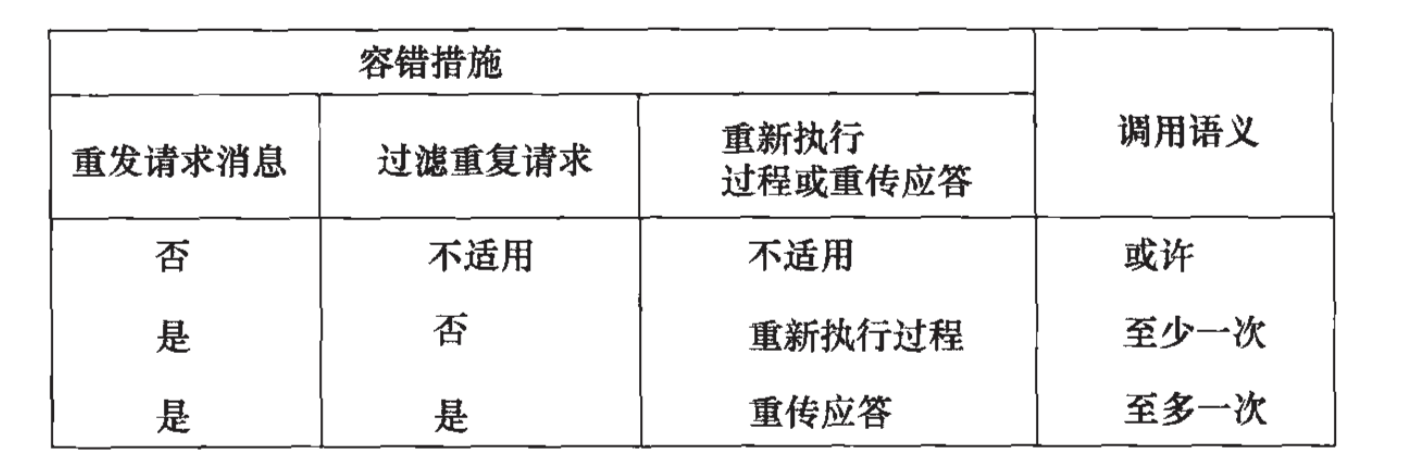 容错措施
调用语义
重发请求消息 过滤重复请求 重新执行
过程或重传应答
否 不适用 不适用 或许
是 否 重新执行过程 至少一次
是 是 重传应答 至多一次